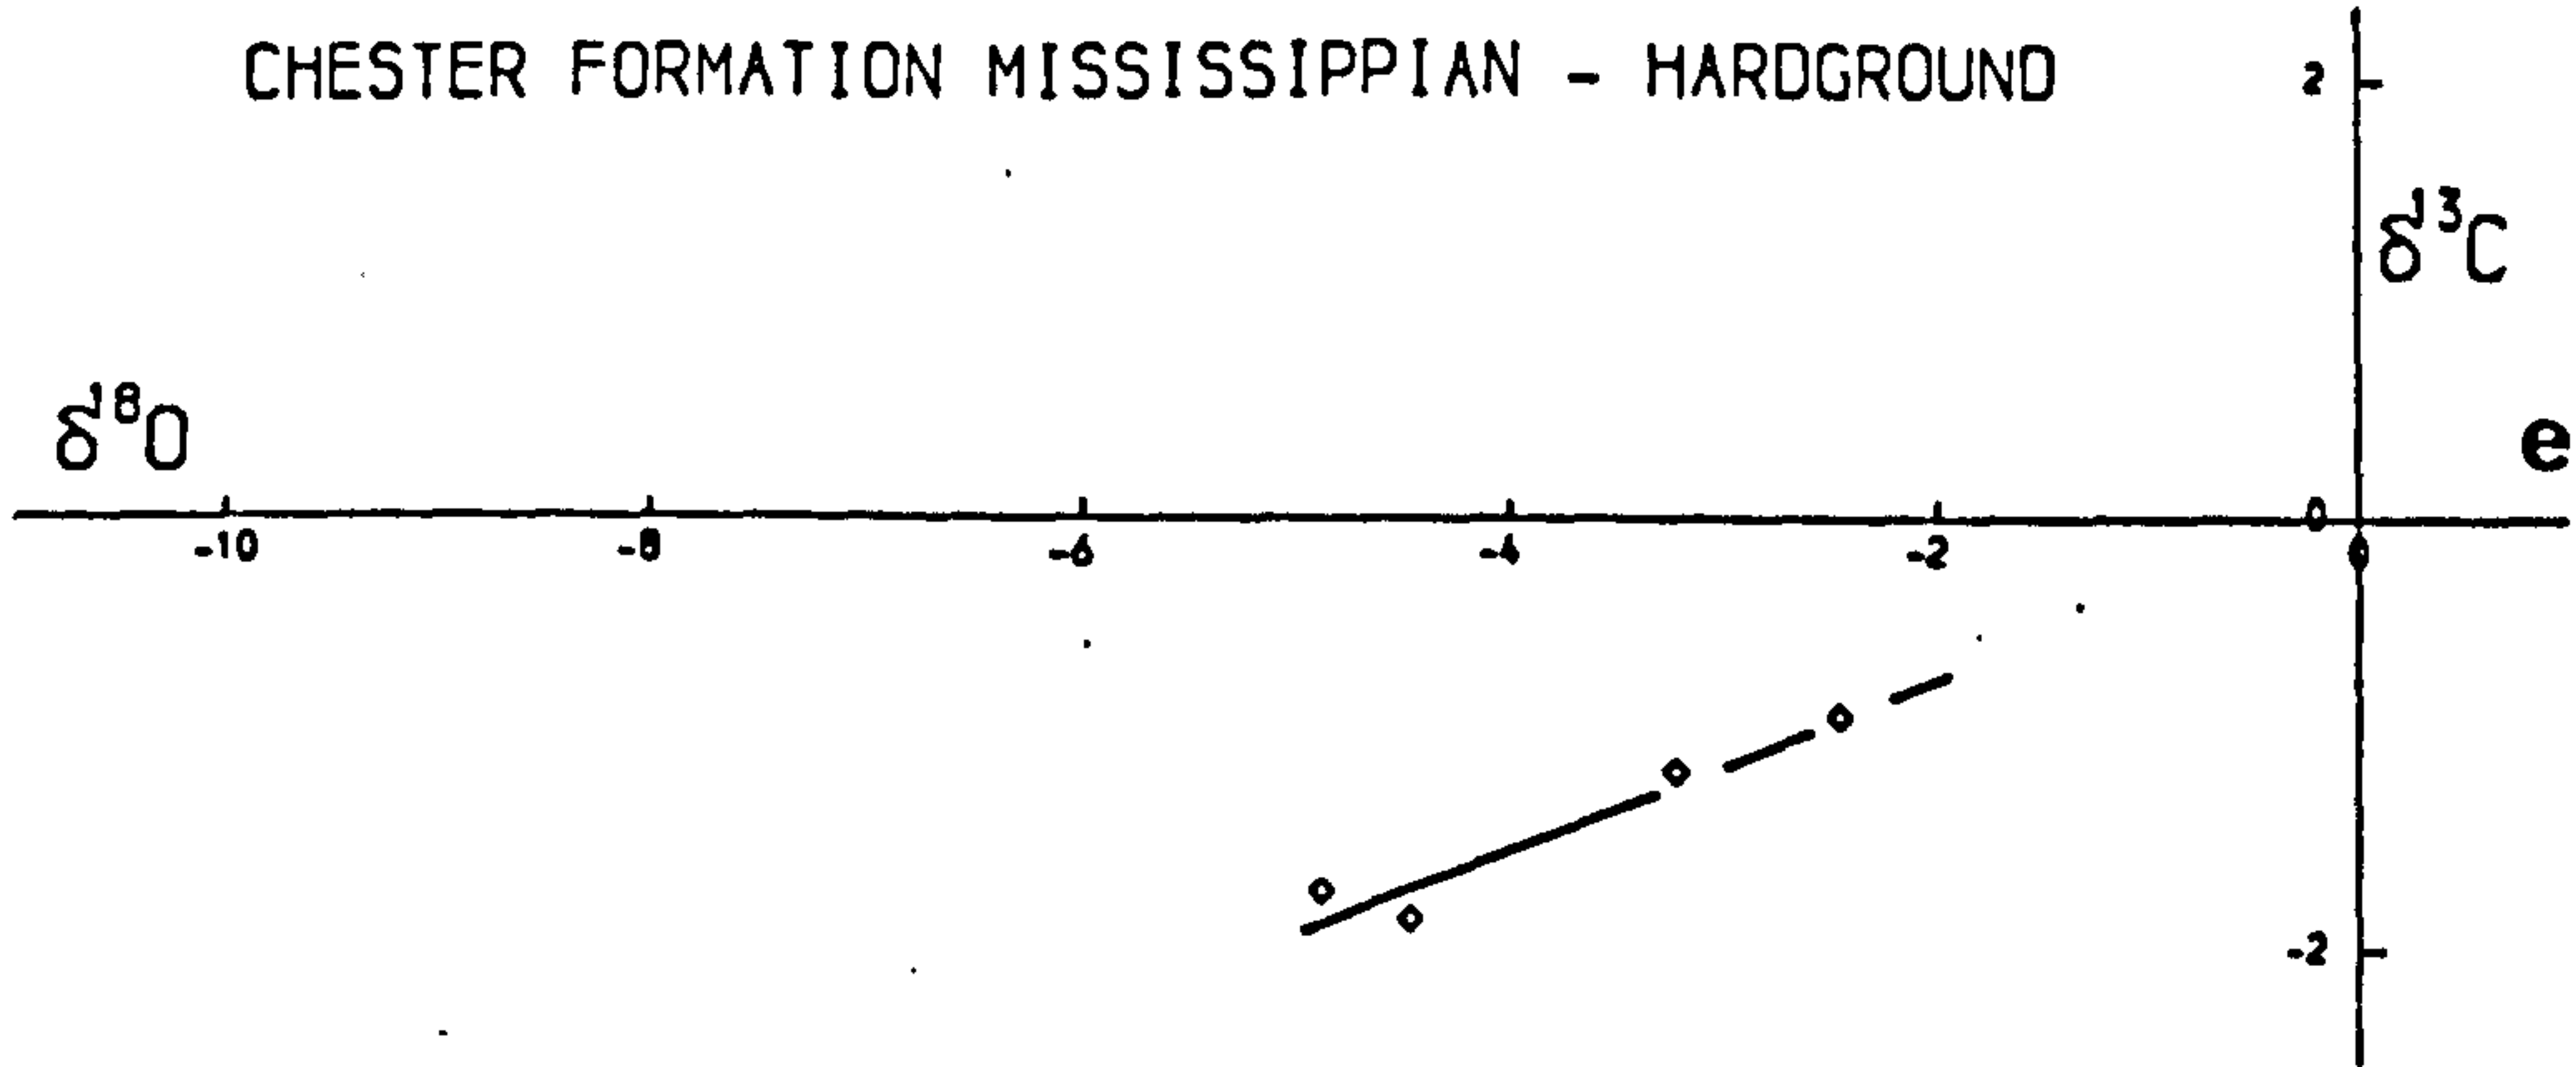 CHESTER FORMATION MISSISSIPPIAN - HARDGROUND
2
δ¹³C
δ¹⁸O
e
-10 -8 -6 -4 -2 0 0
-2